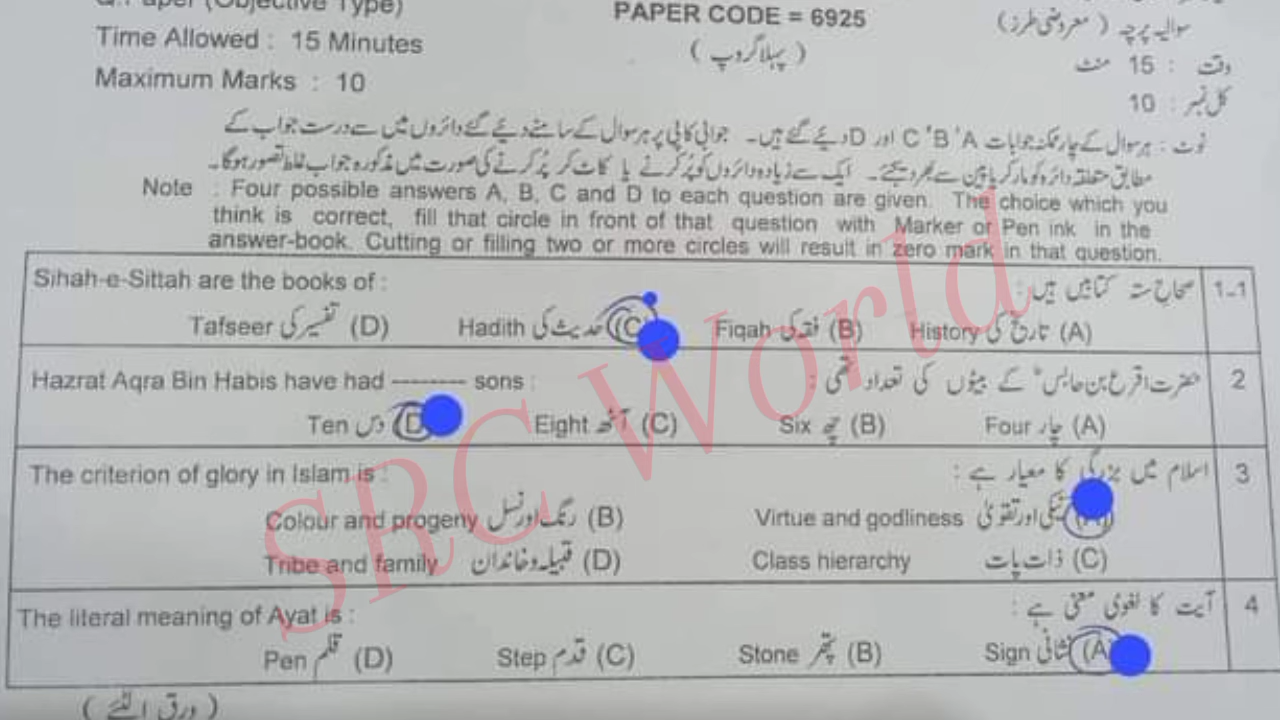 Q.Paper (Objective Type)
PAPER CODE = 6925
سوالیہ پرچہ ( معروضی طرز)
Time Allowed : 15 Minutes
( پہلا گروپ )
وقت : 15 منٹ
Maximum Marks : 10
کل نمبر : 10
نوٹ : ہر سوال کے چار ممکنہ جوابات A ' B ' C اور D دیئے گئے ہیں۔ جوابی کاپی پر ہر سوال کے سامنے دیئے گئے دائروں میں سے درست جواب کے
مطابق متعلقہ دائرہ کو مارکر یا پین سے بھر دیجئے۔ ایک سے زیادہ دائروں کو پُر کرنے یا کاٹ کر پُر کرنے کی صورت میں مذکورہ جواب غلط تصور ہوگا۔
Note : Four possible answers A, B, C and D to each question are given. The choice which you
think is correct, fill that circle in front of that question with Marker or Pen ink in the
answer-book. Cutting or filling two or more circles will result in zero mark in that question.
Sihah-e-Sittah are the books of :
صحاح ستہ کتابیں ہیں : 1-1
Tafseer تفسیر کی (D) Hadith حدیث کی (C) Fiqah فقہ کی (B) History تاریخ کی (A)
Hazrat Aqra Bin Habis have had -------- sons :
حضرت اقرع بن حابس ؓ کے بیٹوں کی تعداد تھی : 2
Ten دس (D Eight آٹھ (C) Six چھ (B) Four چار (A)
The criterion of glory in Islam is :
اسلام میں بزرگی کا معیار ہے : 3
Colour and progeny رنگ اور نسل (B) Virtue and godliness نیکی اور تقویٰ (A)
Tribe and family قبیلہ و خاندان (D) Class hierarchy ذات پات (C)
The literal meaning of Ayat is :
آیت کا لغوی معنی ہے : 4
Pen قلم (D) Step قدم (C) Stone پتھر (B) Sign نشانی (A
( ورق الٹئے )
SRC World